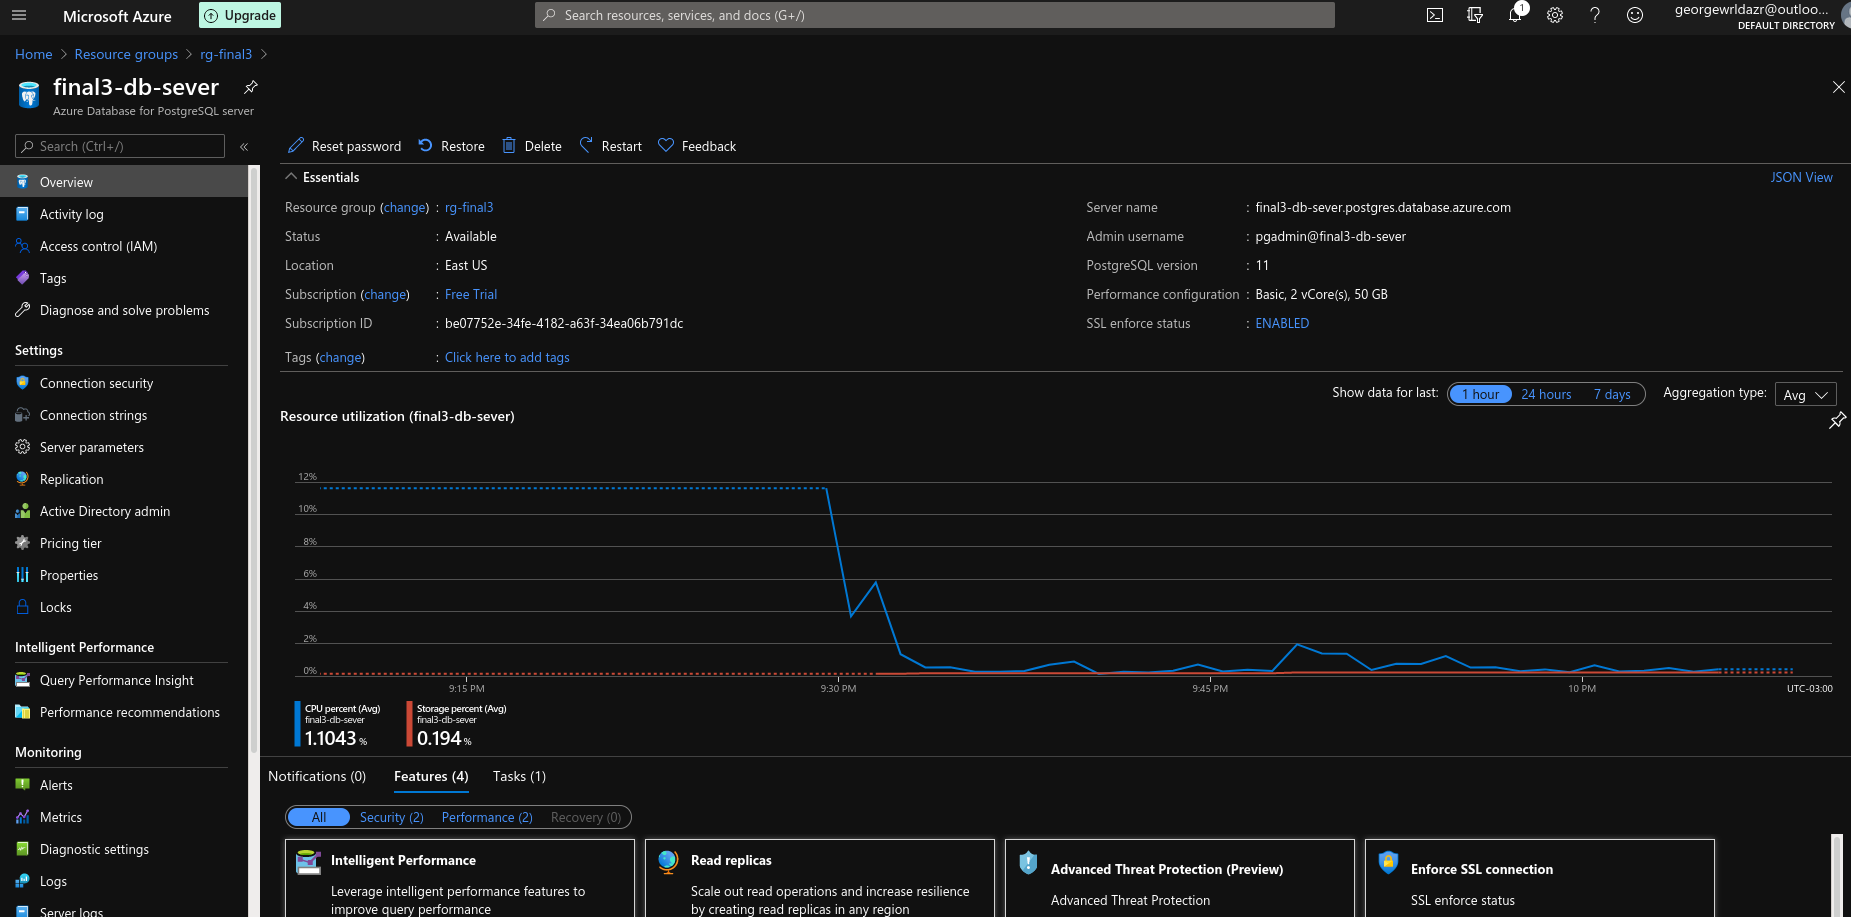 Microsoft Azure
Upgrade
Search resources, services, and docs (G+/)
1
georgewrldazr@outloo...
DEFAULT DIRECTORY
Home > Resource groups > rg-final3 >
final3-db-sever
Azure Database for PostgreSQL server
Search (Ctrl+/)
«
Overview
Activity log
Access control (IAM)
Tags
Diagnose and solve problems
Settings
Connection security
Connection strings
Server parameters
Replication
Active Directory admin
Pricing tier
Properties
Locks
Intelligent Performance
Query Performance Insight
Performance recommendations
Monitoring
Alerts
Metrics
Diagnostic settings
Logs
Server logs
Reset password
Restore
Delete
Restart
Feedback
Essentials
JSON View
Resource group (change) : rg-final3
Status : Available
Location : East US
Subscription (change) : Free Trial
Subscription ID : be07752e-34fe-4182-a63f-34ea06b791dc
Tags (change) : Click here to add tags
Server name : final3-db-sever.postgres.database.azure.com
Admin username : pgadmin@final3-db-sever
PostgreSQL version : 11
Performance configuration : Basic, 2 vCore(s), 50 GB
SSL enforce status : ENABLED
Show data for last: 1 hour 24 hours 7 days Aggregation type: Avg
Resource utilization (final3-db-sever)
12%
10%
8%
6%
4%
2%
0%
9:15 PM 9:30 PM 9:45 PM 10 PM UTC-03:00
CPU percent (Avg)
final3-db-sever
1.1043 %
Storage percent (Avg)
final3-db-sever
0.194 %
Notifications (0) Features (4) Tasks (1)
All Security (2) Performance (2) Recovery (0)
Intelligent Performance
Leverage intelligent performance features to
improve query performance
Read replicas
Scale out read operations and increase resilience
by creating read replicas in any region
Advanced Threat Protection (Preview)
Advanced Threat Protection
Enforce SSL connection
SSL enforce status